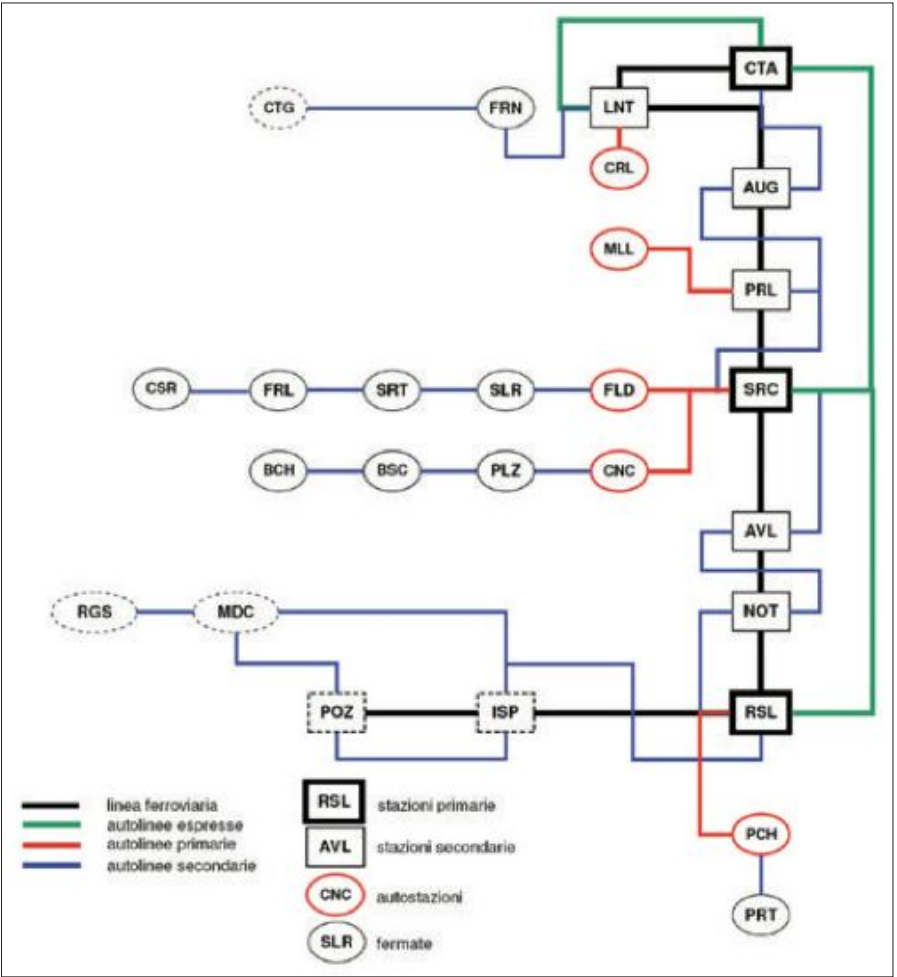 CTA
CTG
FRN
LNT
CRL
AUG
MLL
PRL
CSR
FRL
SRT
SLR
FLD
SRC
BCH
BSC
PLZ
CNC
AVL
RGS
MDC
NOT
POZ
ISP
RSL
linea ferroviaria
autolinee espresse
autolinee primarie
autolinee secondarie
RSL stazioni primarie
AVL stazioni secondarie
CNC autostazioni
SLR fermate
PCH
PRT